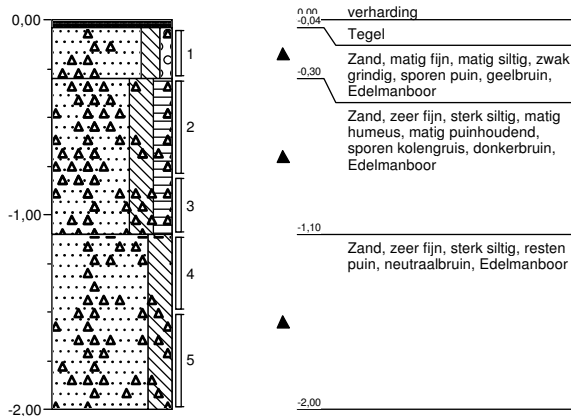 0,00
-1,00
-2,00
1
2
3
4
5
0,00
verharding
-0,04
Tegel
-0,30
Zand, matig fijn, matig siltig, zwak
grindig, sporen puin, geelbruin,
Edelmanboor
Zand, zeer fijn, sterk siltig, matig
humeus, matig puinhoudend,
sporen kolengruis, donkerbruin,
Edelmanboor
-1,10
Zand, zeer fijn, sterk siltig, resten
puin, neutraalbruin, Edelmanboor
-2,00